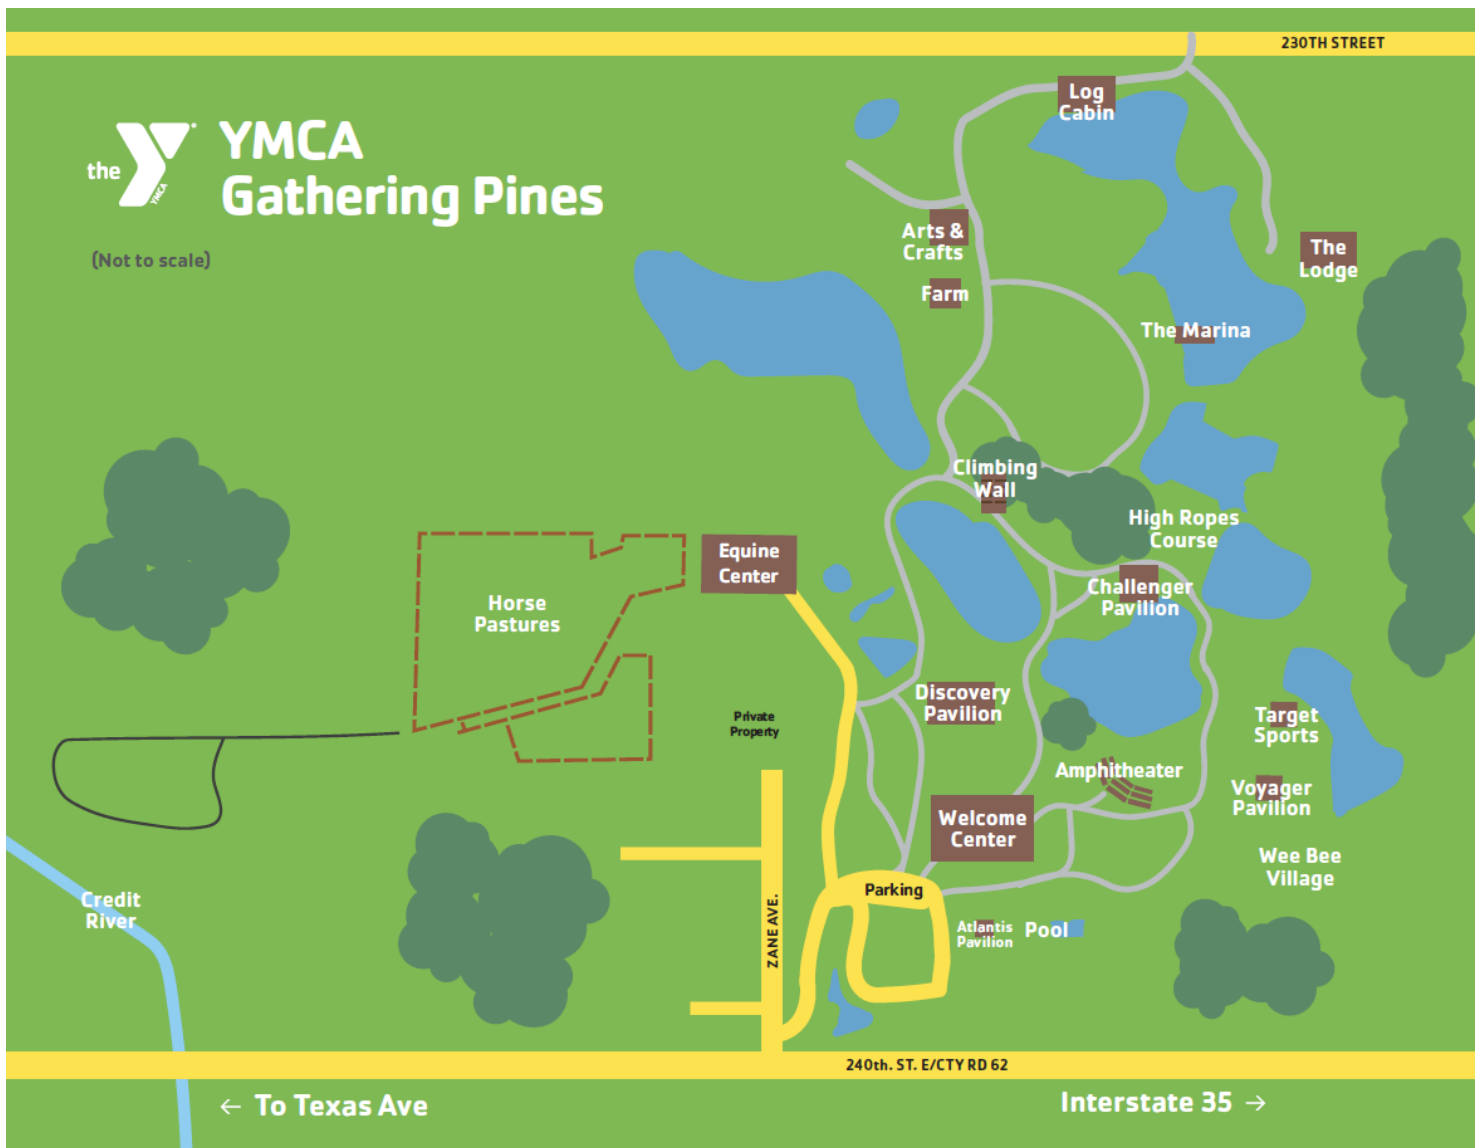 230TH STREET
Log
Cabin
the
YMCA
YMCA
Gathering Pines
(Not to scale)
Arts &
Crafts
The
Lodge
Farm
The Marina
Climbing
Wall
High Ropes
Course
Equine
Center
Challenger
Pavilion
Horse
Pastures
Discovery
Pavilion
Private
Property
Target
Sports
Amphitheater
Voyager
Pavilion
Welcome
Center
Wee Bee
Village
Credit
River
Parking
ZANE AVE.
Atlantis
Pavilion
Pool
240th. ST. E/CTY RD 62
← To Texas Ave
Interstate 35 →